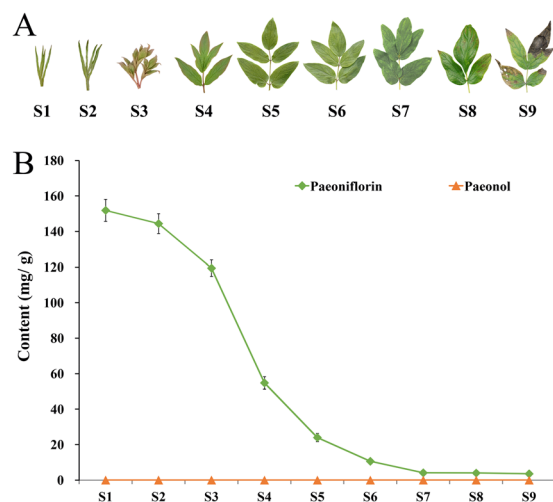 A
S1 S2 S3 S4 S5 S6 S7 S8 S9
B
Paeoniflorin Paeonol
Content (mg/ g)
180
160
140
120
100
80
60
40
20
0
S1 S2 S3 S4 S5 S6 S7 S8 S9